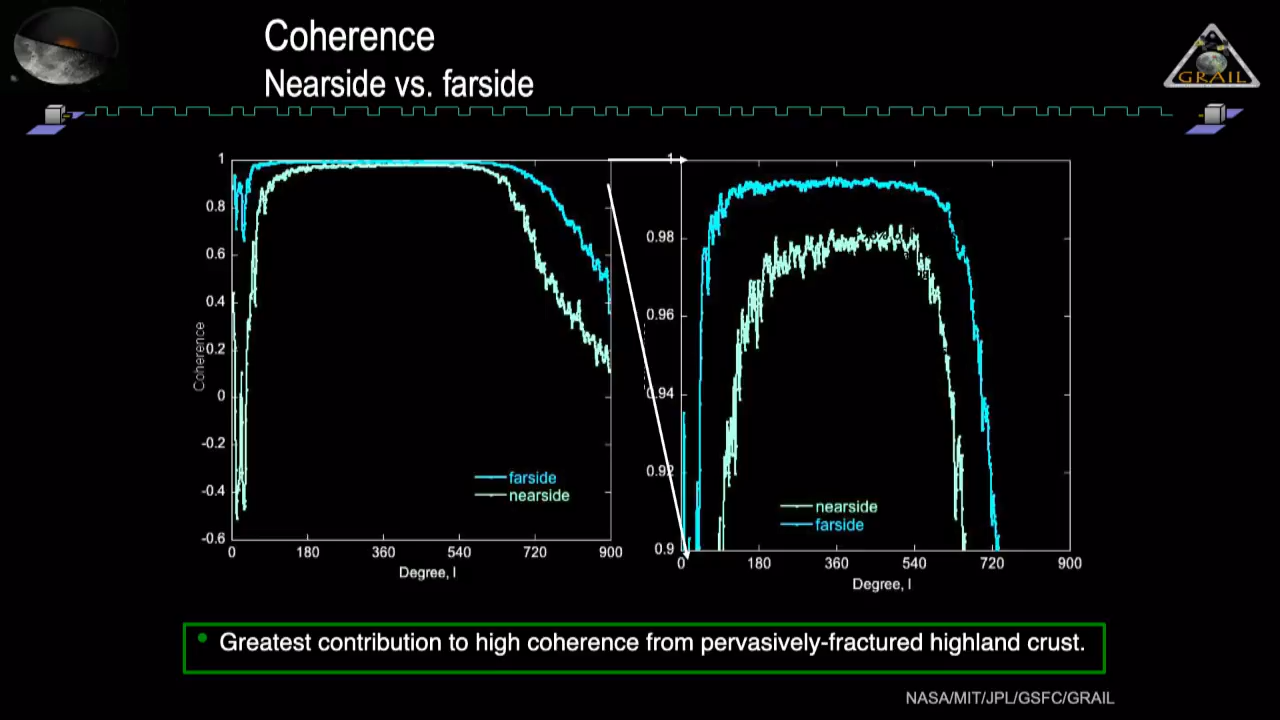 Coherence
Nearside vs. farside
GRAIL
1
0.8
0.6
0.4
0.2
0
-0.2
-0.4
-0.6
Coherence
farside
nearside
0 180 360 540 720 900
Degree, l
1
0.98
0.96
0.94
0.92
0.9
nearside
farside
0 180 360 540 720 900
Degree, l
• Greatest contribution to high coherence from pervasively-fractured highland crust.
NASA/MIT/JPL/GSFC/GRAIL